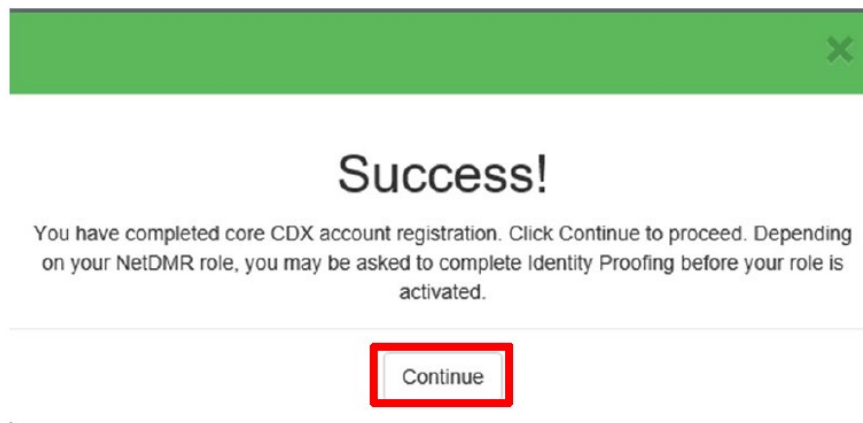 Success!
You have completed core CDX account registration. Click Continue to proceed. Depending
on your NetDMR role, you may be asked to complete Identity Proofing before your role is
activated.
Continue